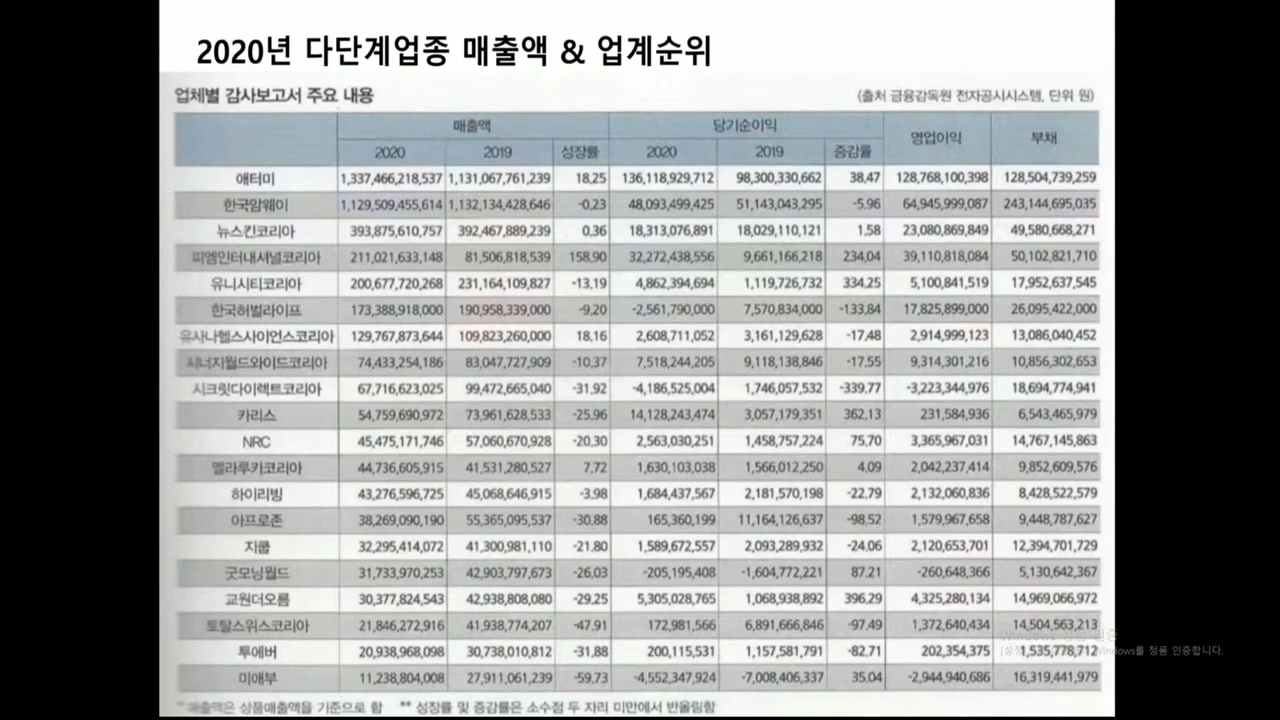 2020년 다단계업종 매출액 & 업계순위
업체별 감사보고서 주요 내용
(출처 금융감독원 전자공시시스템, 단위 원)
매출액 당기순이익 영업이익 부채
2020 2019 성장률 2020 2019 증감률
애터미 1,337,466,218,537 1,131,067,761,239 18,25 136,118,929,712 98,300,330,662 38,47 128,768,100,398 128,504,739,259
한국암웨이 1,129,509,455,614 1,132,134,428,646 -0,23 48,093,499,425 51,143,043,295 -5,96 64,945,999,087 243,144,695,035
뉴스킨코리아 393,875,610,757 392,467,889,239 0,36 18,313,076,891 18,029,110,121 1,58 23,080,869,849 49,580,668,271
피엠인터내셔널코리아 211,021,633,148 81,506,818,539 158,90 32,272,438,556 9,661,166,218 234,04 39,110,818,084 50,102,821,710
유니시티코리아 200,677,720,268 231,164,109,827 -13,19 4,862,394,694 1,119,726,732 334,25 5,100,841,519 17,952,637,545
한국허벌라이프 173,388,918,000 190,958,339,000 -9,20 -2,561,790,000 7,570,834,000 -133,84 17,825,899,000 26,095,422,000
유사나헬스사이언스코리아 129,767,873,644 109,823,260,000 18,16 2,608,711,052 3,161,129,628 -17,48 2,914,999,123 13,086,040,452
시너지월드와이드코리아 74,433,254,186 83,047,727,909 -10,37 7,518,244,205 9,118,138,846 -17,55 9,314,301,216 10,856,302,653
시크릿다이렉트코리아 67,716,623,025 99,472,665,040 -31,92 -4,186,525,004 1,746,057,532 -339,77 -3,223,344,976 18,694,774,941
카리스 54,759,690,972 73,961,628,533 -25,96 14,128,243,474 3,057,179,351 362,13 231,584,936 6,543,465,979
NRC 45,475,171,746 57,060,670,928 -20,30 2,563,030,251 1,458,757,224 75,70 3,365,967,031 14,767,145,863
멜라루카코리아 44,736,605,915 41,531,280,527 7,72 1,630,103,038 1,566,012,250 4,09 2,042,237,414 9,852,609,576
하이리빙 43,276,596,725 45,068,646,915 -3,98 1,684,437,567 2,181,570,198 -22,79 2,132,060,836 8,428,522,579
아프로존 38,269,090,190 55,365,095,537 -30,88 165,360,199 11,164,126,637 -98,52 1,579,967,658 9,448,787,627
지쿱 32,295,414,072 41,300,981,110 -21,80 1,589,672,557 2,093,289,932 -24,06 2,120,653,701 12,394,701,729
굿모닝월드 31,733,970,253 42,903,797,673 -26,03 -205,195,408 -1,604,772,221 87,21 -260,648,366 5,130,642,367
교원더오름 30,377,824,543 42,938,808,080 -29,25 5,305,028,765 1,068,938,892 396,29 4,325,280,134 14,969,066,972
토탈스위스코리아 21,846,272,916 41,938,774,207 -47,91 172,981,566 6,891,666,846 -97,49 1,372,640,434 14,504,563,213
투에버 20,938,968,098 30,738,010,812 -31,88 200,115,531 1,157,581,791 -82,71 202,354,375 1,535,778,712
미애부 11,238,804,008 27,911,061,239 -59,73 -4,552,347,924 -7,008,406,337 35,04 -2,944,940,686 16,319,441,979
Windows 정품 인증
Windows를 정품 인증합니다.
* 매출액은 상품매출액을 기준으로 함 ** 성장률 및 증감률은 소수점 두 자리 미만에서 반올림함